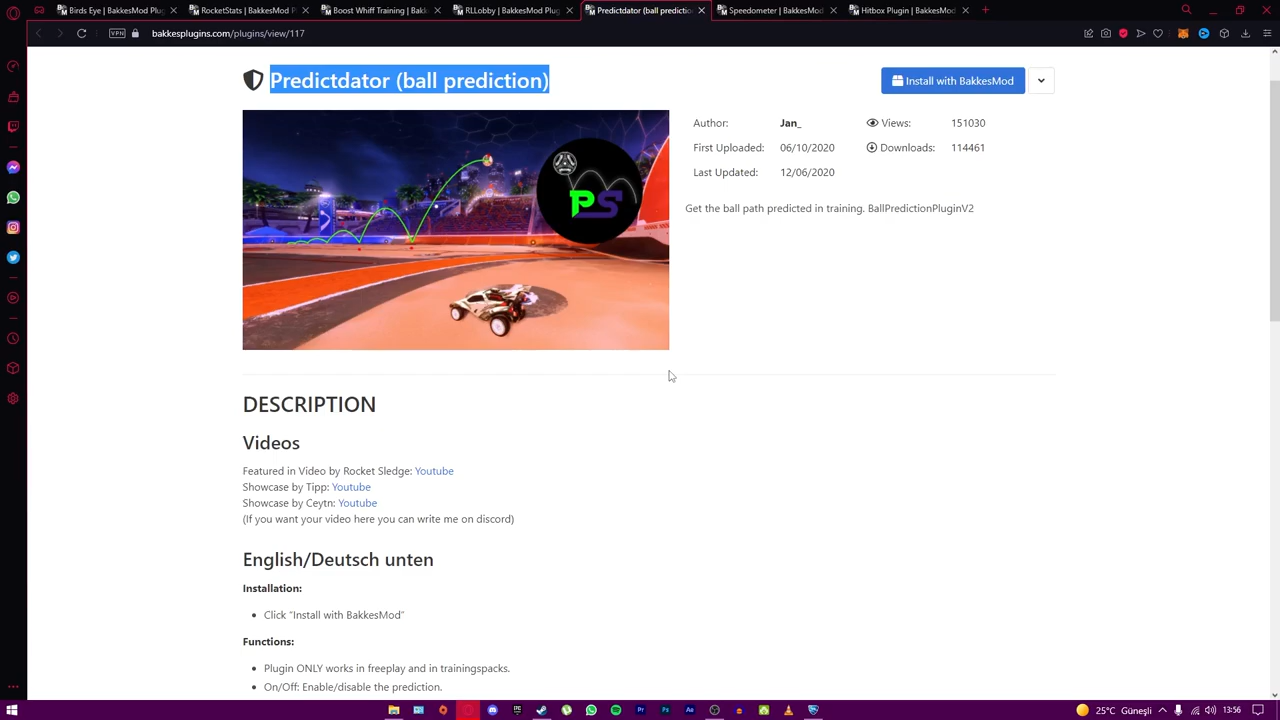 Birds Eye | BakkesMod Plug
RocketStats | BakkesMod P
Boost Whiff Training | Bakk
RLLobby | BakkesMod Plug
Predictdator (ball predictio
Speedometer | BakkesMod
Hitbox Plugin | BakkesMod
VPN
bakkesplugins.com/plugins/view/117
Predictdator (ball prediction)
Install with BakkesMod
PS
Author: Jan_
Views: 151030
First Uploaded: 06/10/2020
Downloads: 114461
Last Updated: 12/06/2020
Get the ball path predicted in training. BallPredictionPluginV2
DESCRIPTION
Videos
Featured in Video by Rocket Sledge: Youtube
Showcase by Tipp: Youtube
Showcase by Ceytn: Youtube
(If you want your video here you can write me on discord)
English/Deutsch unten
Installation:
Click "Install with BakkesMod"
Functions:
Plugin ONLY works in freeplay and in trainingspacks.
On/Off: Enable/disable the prediction.
Pr
Ps
Ae
25°C Güneşli
13:56